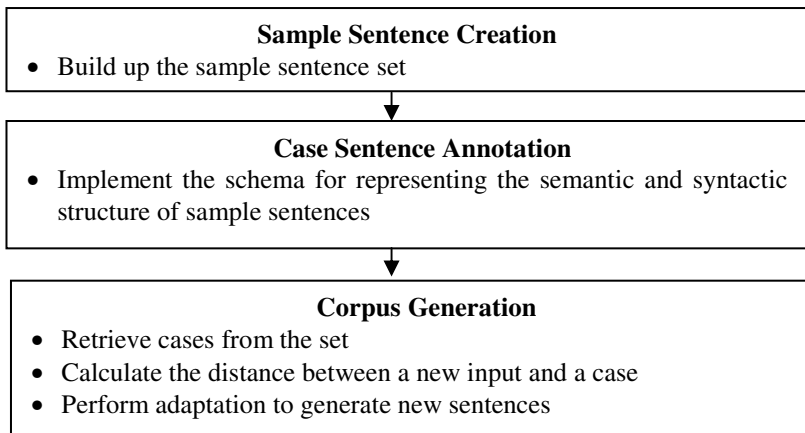 Sample Sentence Creation
• Build up the sample sentence set
Case Sentence Annotation
• Implement the schema for representing the semantic and syntactic
structure of sample sentences
Corpus Generation
• Retrieve cases from the set
• Calculate the distance between a new input and a case
• Perform adaptation to generate new sentences